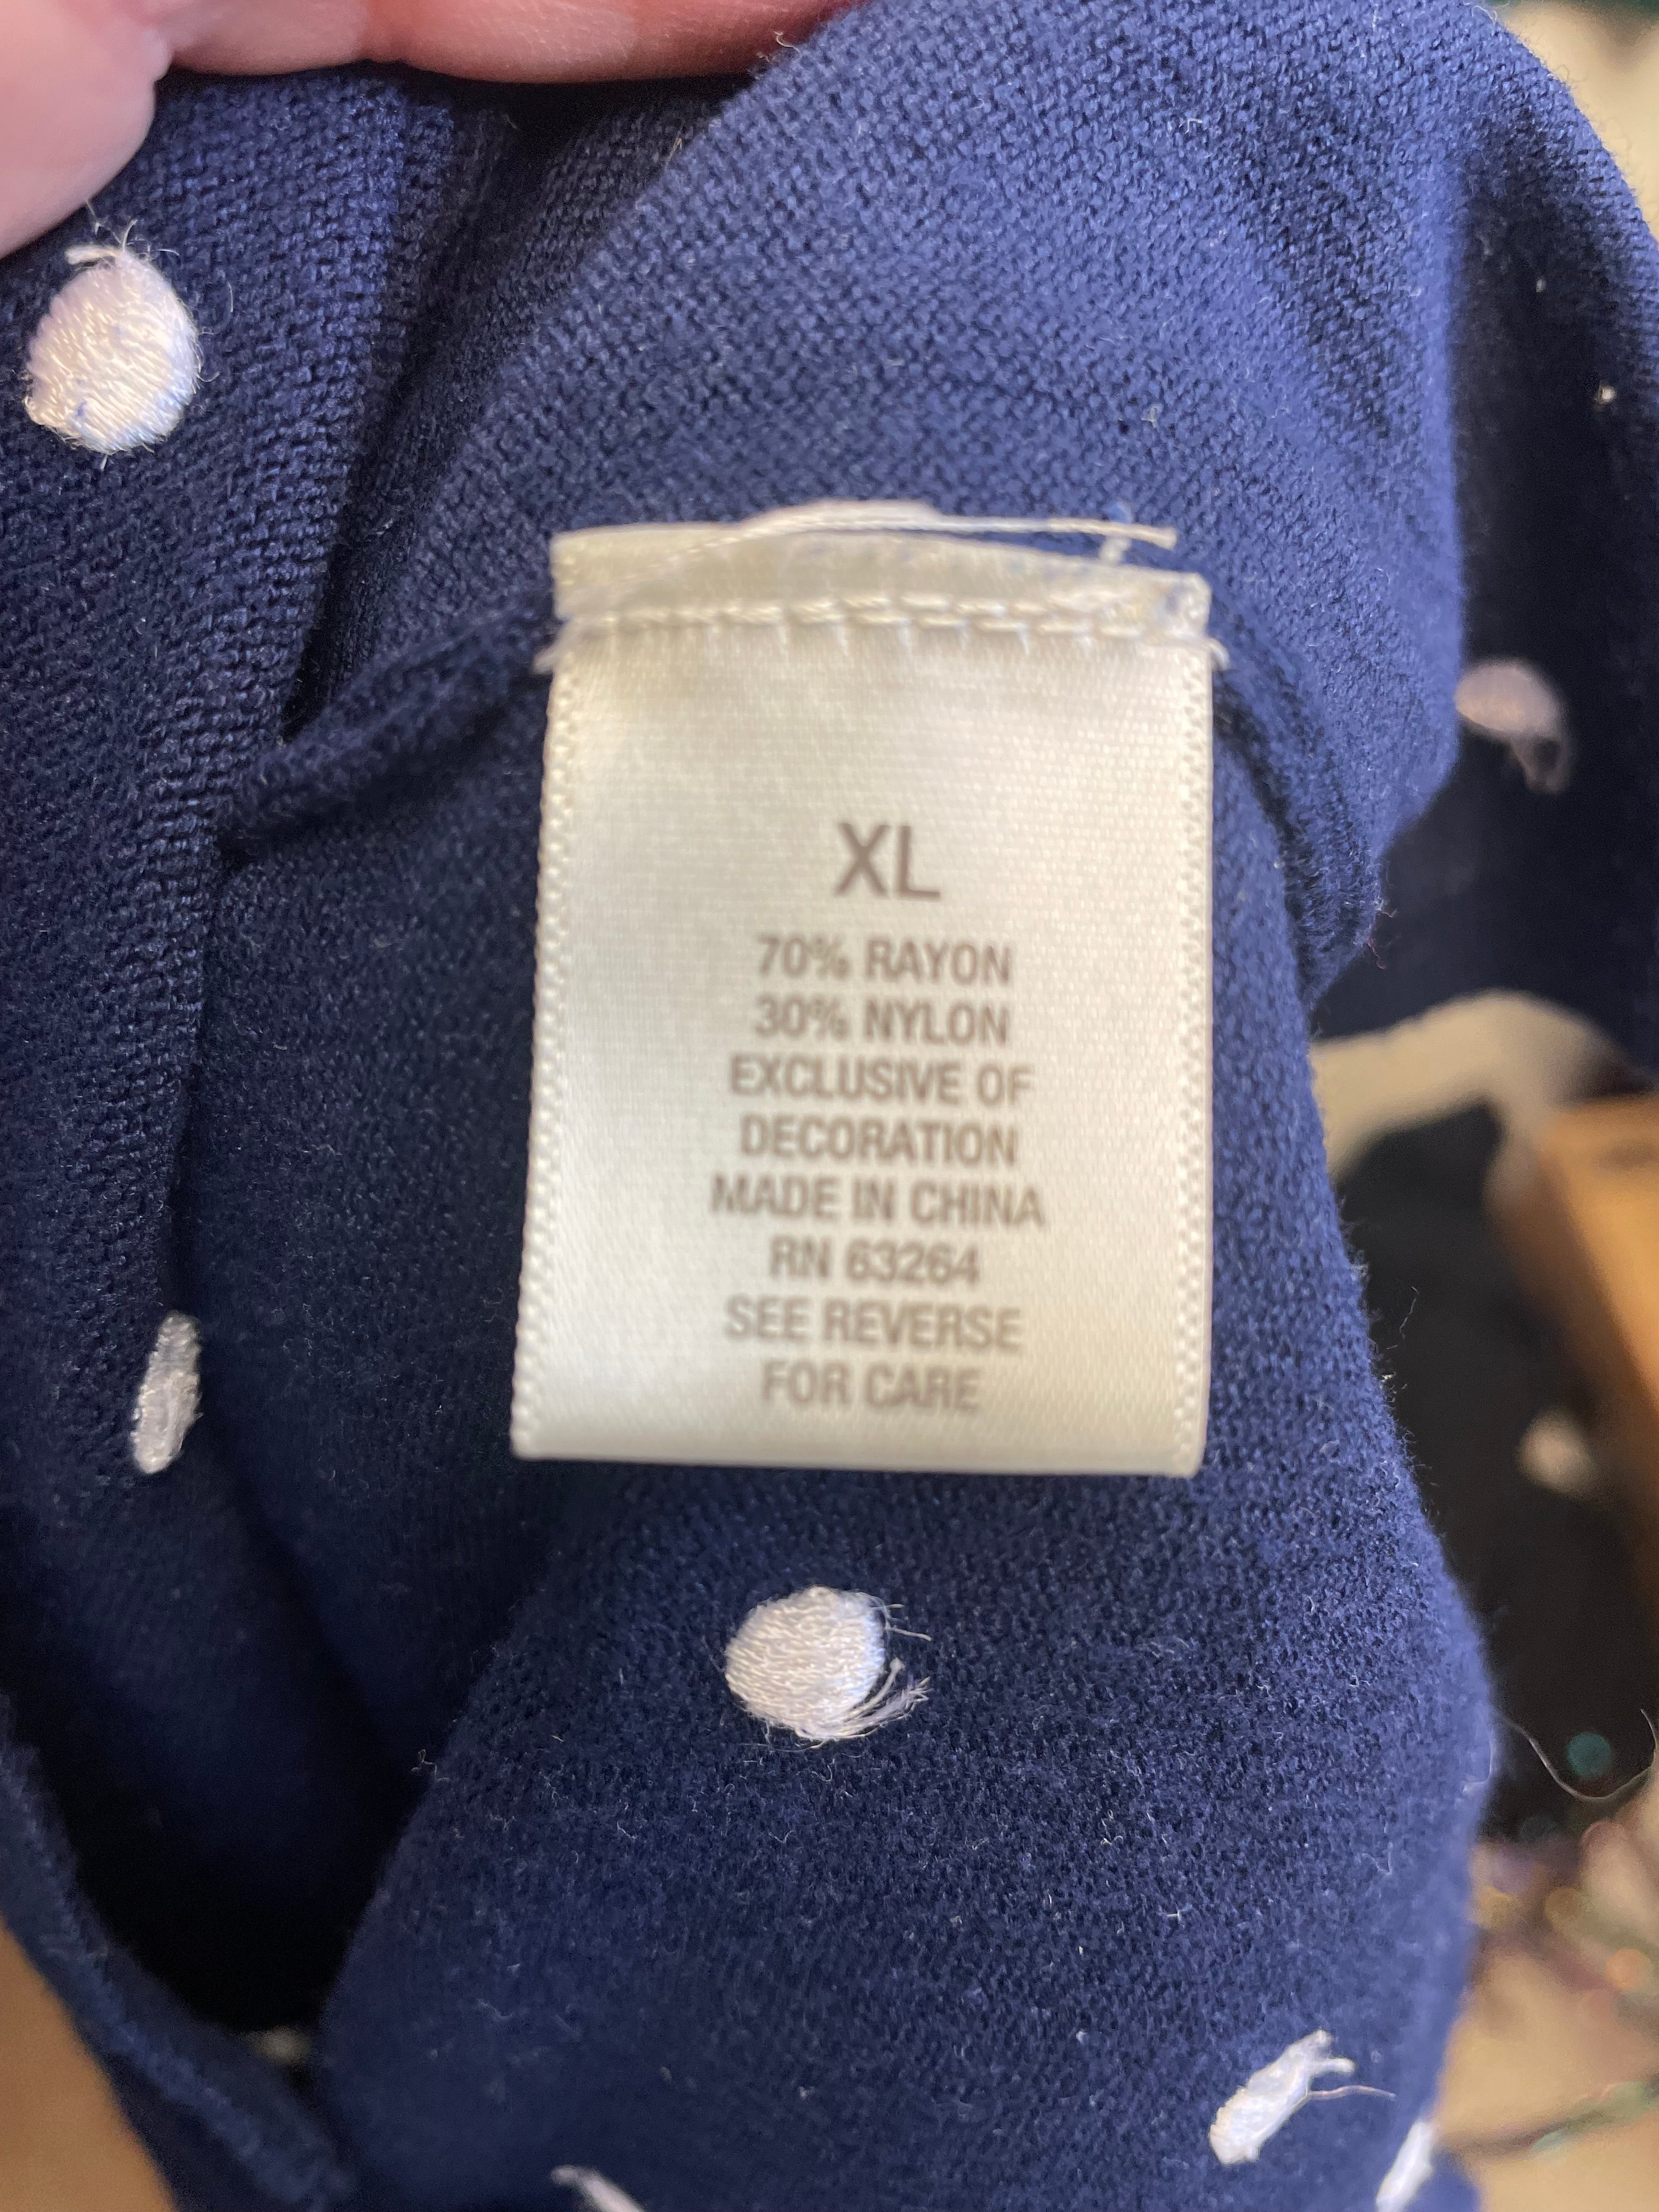 XL
70% RAYON
30% NYLON
EXCLUSIVE OF
DECORATION
MADE IN CHINA
RN 63264
SEE REVERSE
FOR CARE